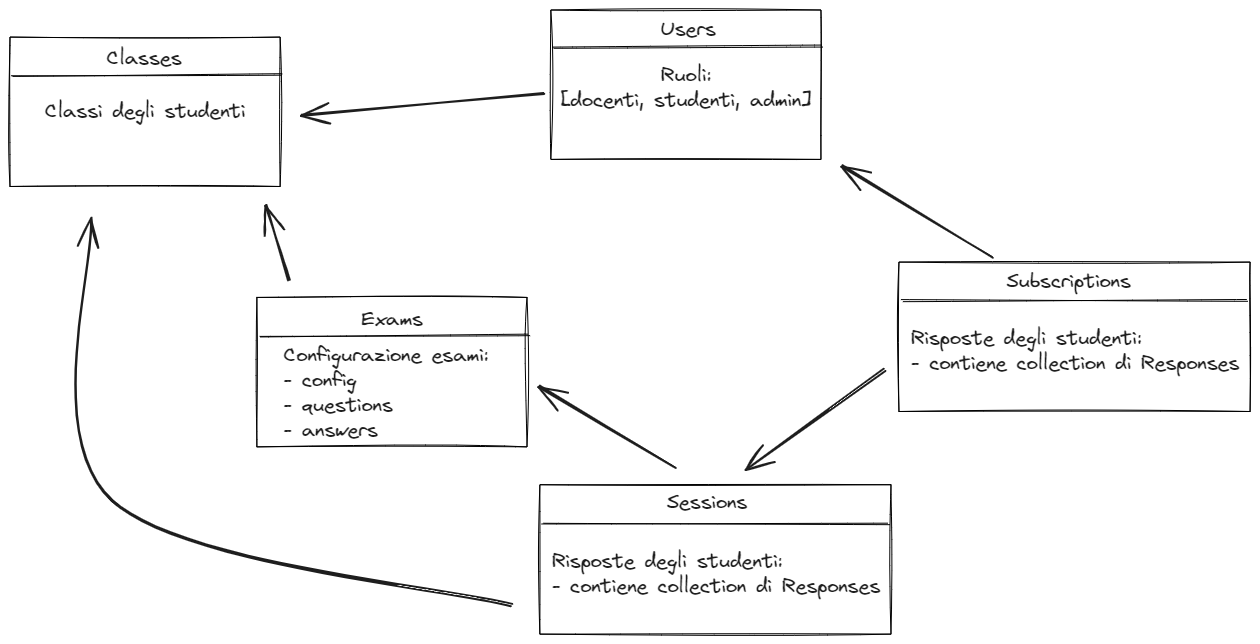 Classes
Classi degli studenti
Users
Ruoli:
[docenti, studenti, admin]
Exams
Configurazione esami:
- config
- questions
- answers
Subscriptions
Risposte degli studenti:
- contiene collection di Responses
Sessions
Risposte degli studenti:
- contiene collection di Responses